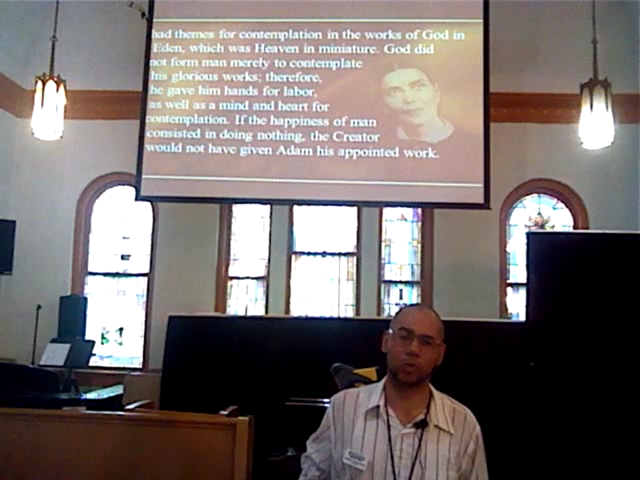 had themes for contemplation in the works of God in
Eden, which was Heaven in miniature. God did
not form man merely to contemplate
his glorious works; therefore,
he gave him hands for labor,
as well as a mind and heart for
contemplation. If the happiness of man
consisted in doing nothing, the Creator
would not have given Adam his appointed work.